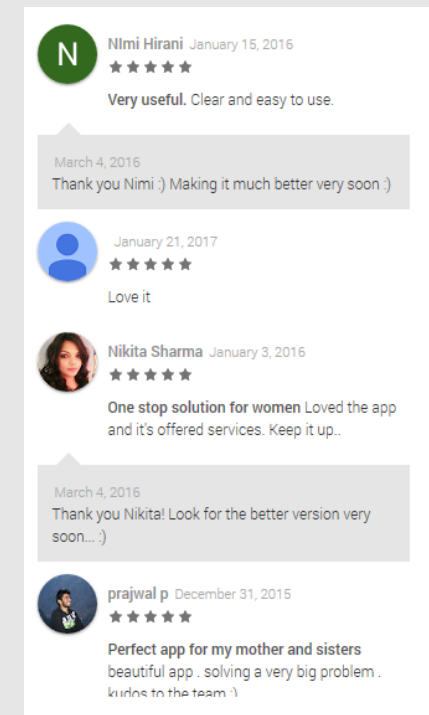 N
NImi Hirani January 15, 2016
Very useful. Clear and easy to use.
March 4, 2016
Thank you Nimi :) Making it much better very soon :)
January 21, 2017
Love it
Nikita Sharma January 3, 2016
One stop solution for women Loved the app
and it's offered services. Keep it up..
March 4, 2016
Thank you Nikita! Look for the better version very
soon... :)
prajwal p December 31, 2015
Perfect app for my mother and sisters
beautiful app . solving a very big problem .
kudos to the team :)